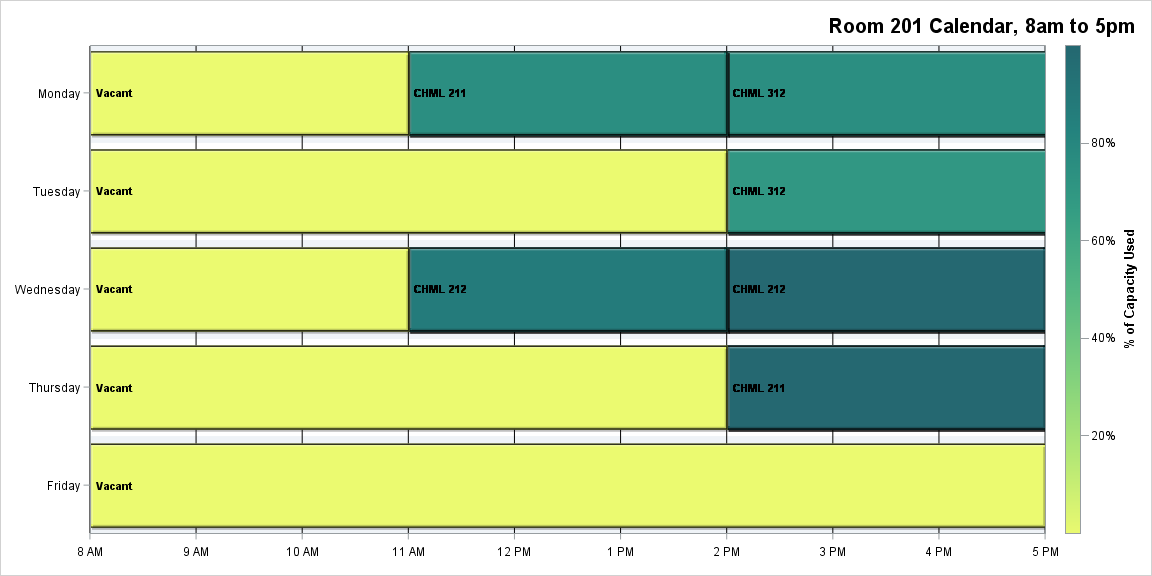 Room 201 Calendar, 8am to 5pm
Monday
Vacant
CHML 211
CHML 312
Tuesday
Vacant
CHML 312
Wednesday
Vacant
CHML 212
CHML 212
Thursday
Vacant
CHML 211
Friday
Vacant
8 AM
9 AM
10 AM
11 AM
12 PM
1 PM
2 PM
3 PM
4 PM
5 PM
80%
60%
40%
20%
% of Capacity Used